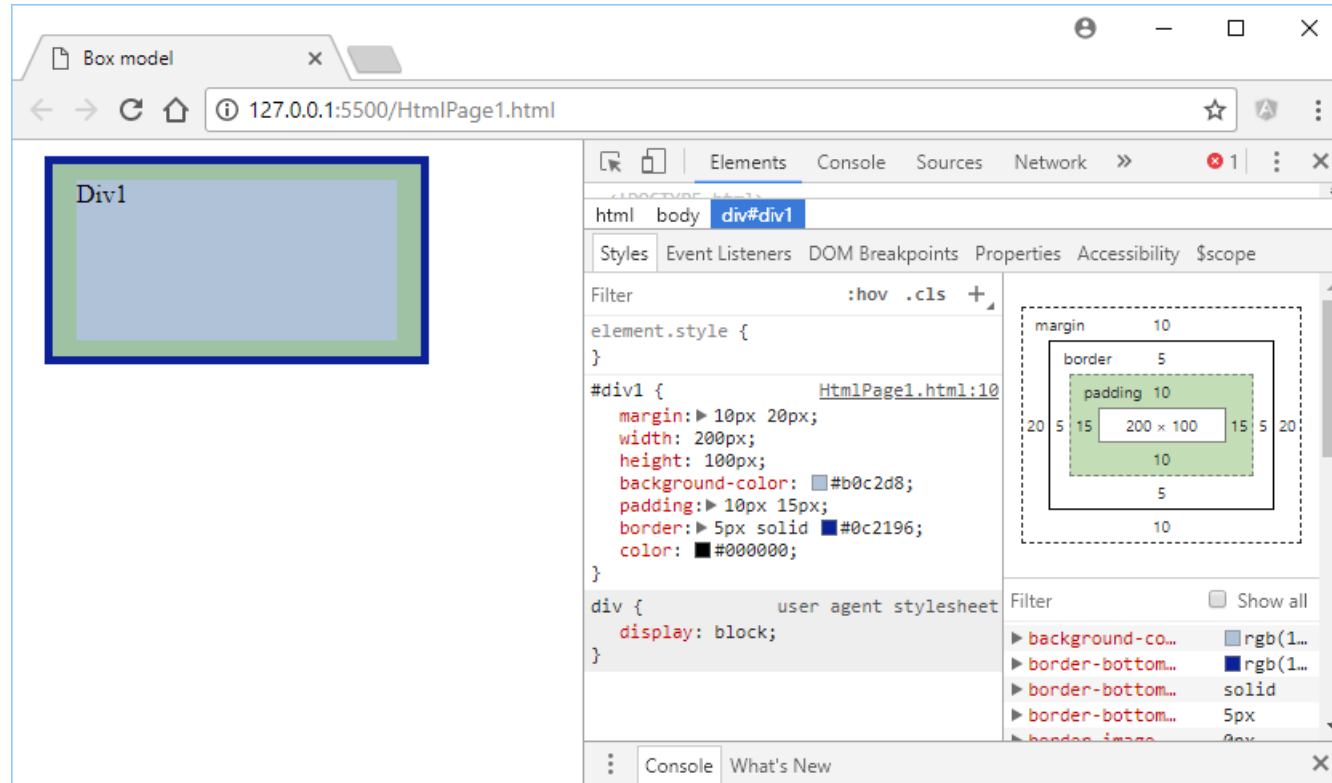 Box model
127.0.0.1:5500/HtmlPage1.html
Div1
Elements Console Sources Network » 1
<!DOCTYPE html>
html body div#div1
Styles Event Listeners DOM Breakpoints Properties Accessibility $scope
Filter :hov .cls +
element.style {
}
#div1 { HtmlPage1.html:10
margin: 10px 20px;
width: 200px;
height: 100px;
background-color: #b0c2d8;
padding: 10px 15px;
border: 5px solid #0c2196;
color: #000000;
}
div { user agent stylesheet
display: block;
}
margin 10
border 5
padding 10
20 5 15 200 × 100 15 5 20
10
5
10
Filter Show all
background-co… rgb(1…
border-bottom… rgb(1…
border-bottom… solid
border-bottom… 5px
border-image… 0px
Console What's New